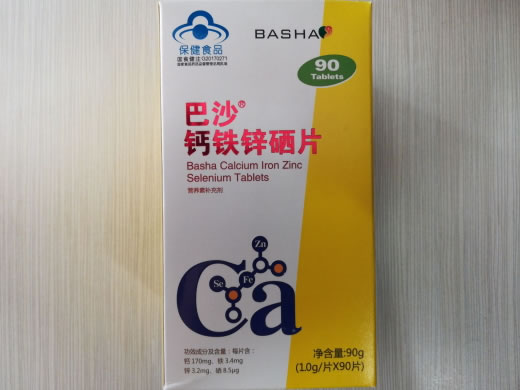 BASHA
保健食品
国食健注G20170271
90
Tablets
巴沙®
钙铁锌硒片
Basha Calcium Iron Zinc
Selenium Tablets
营养素补充剂
Zn
Se Fe
Ca
功效成分及含量：每片含：
钙 170mg、铁 3.4mg
锌 3.2mg、硒 8.5μg
净含量:90g
(1.0g/片X90片)